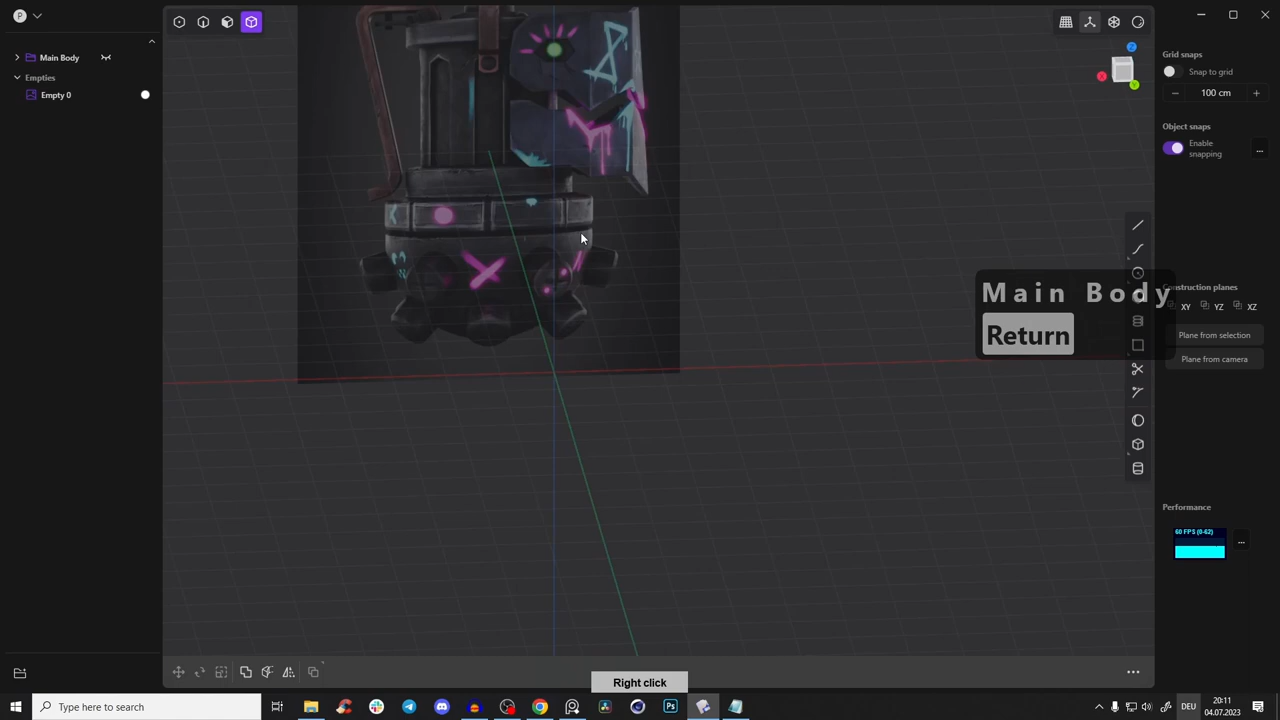 P
Main Body
Empties
Empty 0
Z
X
Y
Grid snaps
Snap to grid
100 cm
Object snaps
Enable
snapping
...
Main Body
Return
Construction planes
XY
YZ
XZ
Plane from selection
Plane from camera
Performance
60 FPS (0-62)
...
Right click
Type here to search
Ps
DEU
20:11
04.07.2023